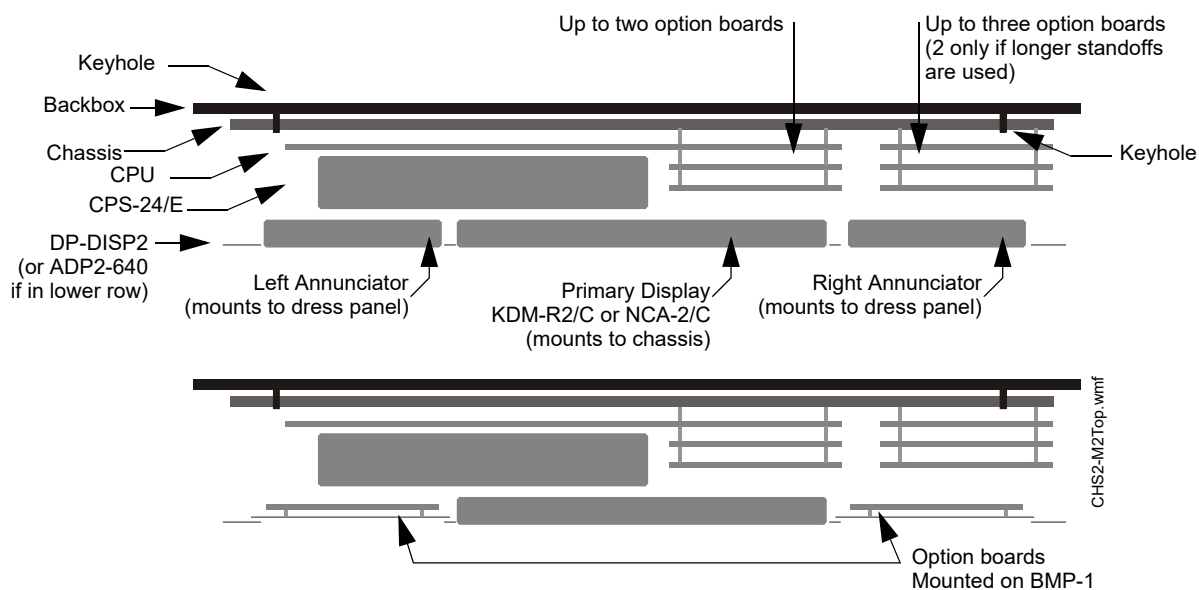 Up to two option boards
Up to three option boards
(2 only if longer standoffs
are used)
Keyhole
Backbox
Chassis
CPU
CPS-24/E
Keyhole
DP-DISP2
(or ADP2-640
if in lower row)
Left Annunciator
(mounts to dress panel)
Primary Display
KDM-R2/C or NCA-2/C
(mounts to chassis)
Right Annunciator
(mounts to dress panel)
CHS2-M2Top.wmf
Option boards
Mounted on BMP-1